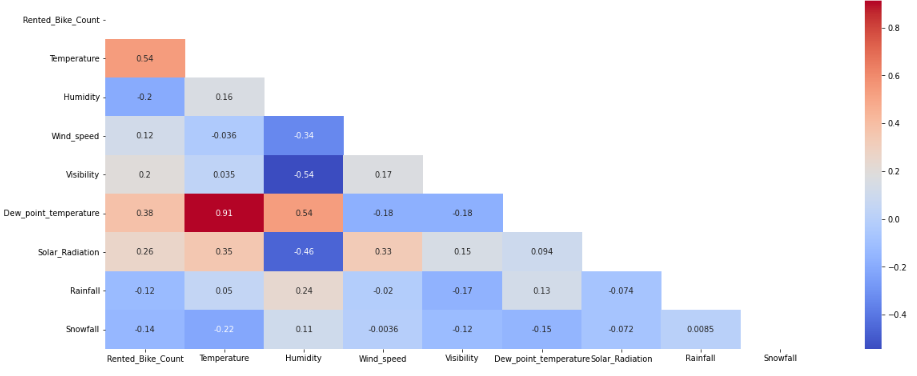 Rented_Bike_Count
Temperature 0.54
Humidity -0.2 0.16
Wind_speed 0.12 -0.036 -0.34
Visibility 0.2 0.035 -0.54 0.17
Dew_point_temperature 0.38 0.91 0.54 -0.18 -0.18
Solar_Radiation 0.26 0.35 -0.46 0.33 0.15 0.094
Rainfall -0.12 0.05 0.24 -0.02 -0.17 0.13 -0.074
Snowfall -0.14 -0.22 0.11 -0.0036 -0.12 -0.15 -0.072 0.0085
Rented_Bike_Count Temperature Humidity Wind_speed Visibility Dew_point_temperature Solar_Radiation Rainfall Snowfall
0.8
0.6
0.4
0.2
0.0
-0.2
-0.4